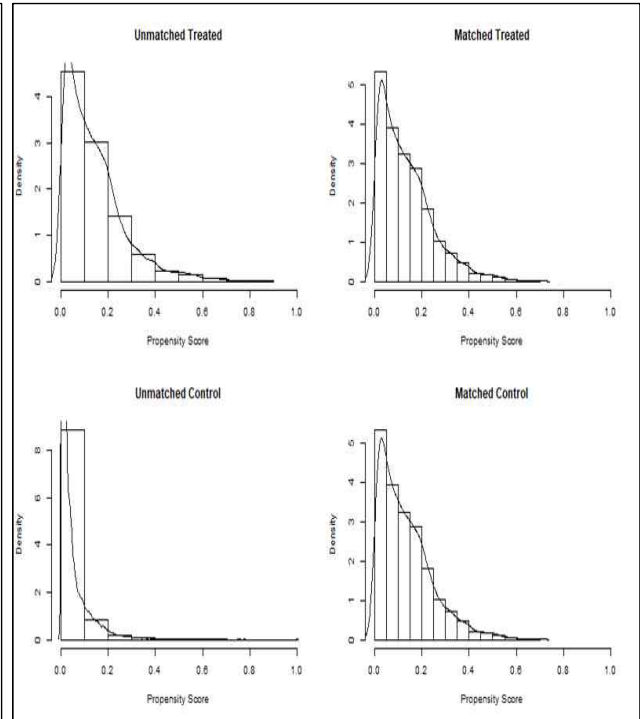 Unmatched Treated
Density
0 1 2 3 4
0.0 0.2 0.4 0.6 0.8 1.0
Propensity Score
Matched Treated
Density
0 1 2 3 4 5
0.0 0.2 0.4 0.6 0.8 1.0
Propensity Score
Unmatched Control
Density
0 2 4 6 8
0.0 0.2 0.4 0.6 0.8 1.0
Propensity Score
Matched Control
Density
0 1 2 3 4 5
0.0 0.2 0.4 0.6 0.8 1.0
Propensity Score